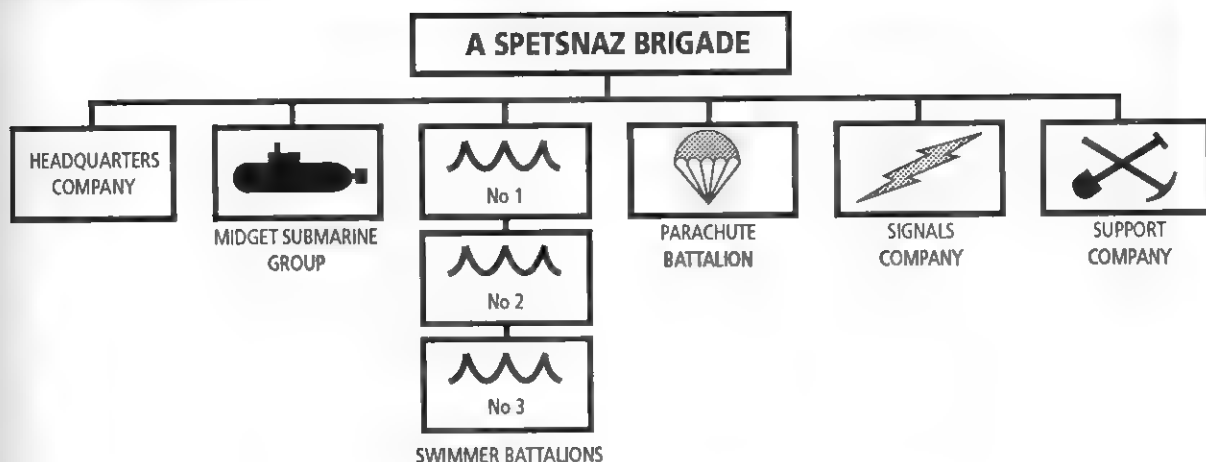 A SPETSNAZ BRIGADE
HEADQUARTERS
COMPANY
MIDGET SUBMARINE
GROUP
No 1
No 2
No 3
SWIMMER BATTALIONS
PARACHUTE
BATTALION
SIGNALS
COMPANY
SUPPORT
COMPANY